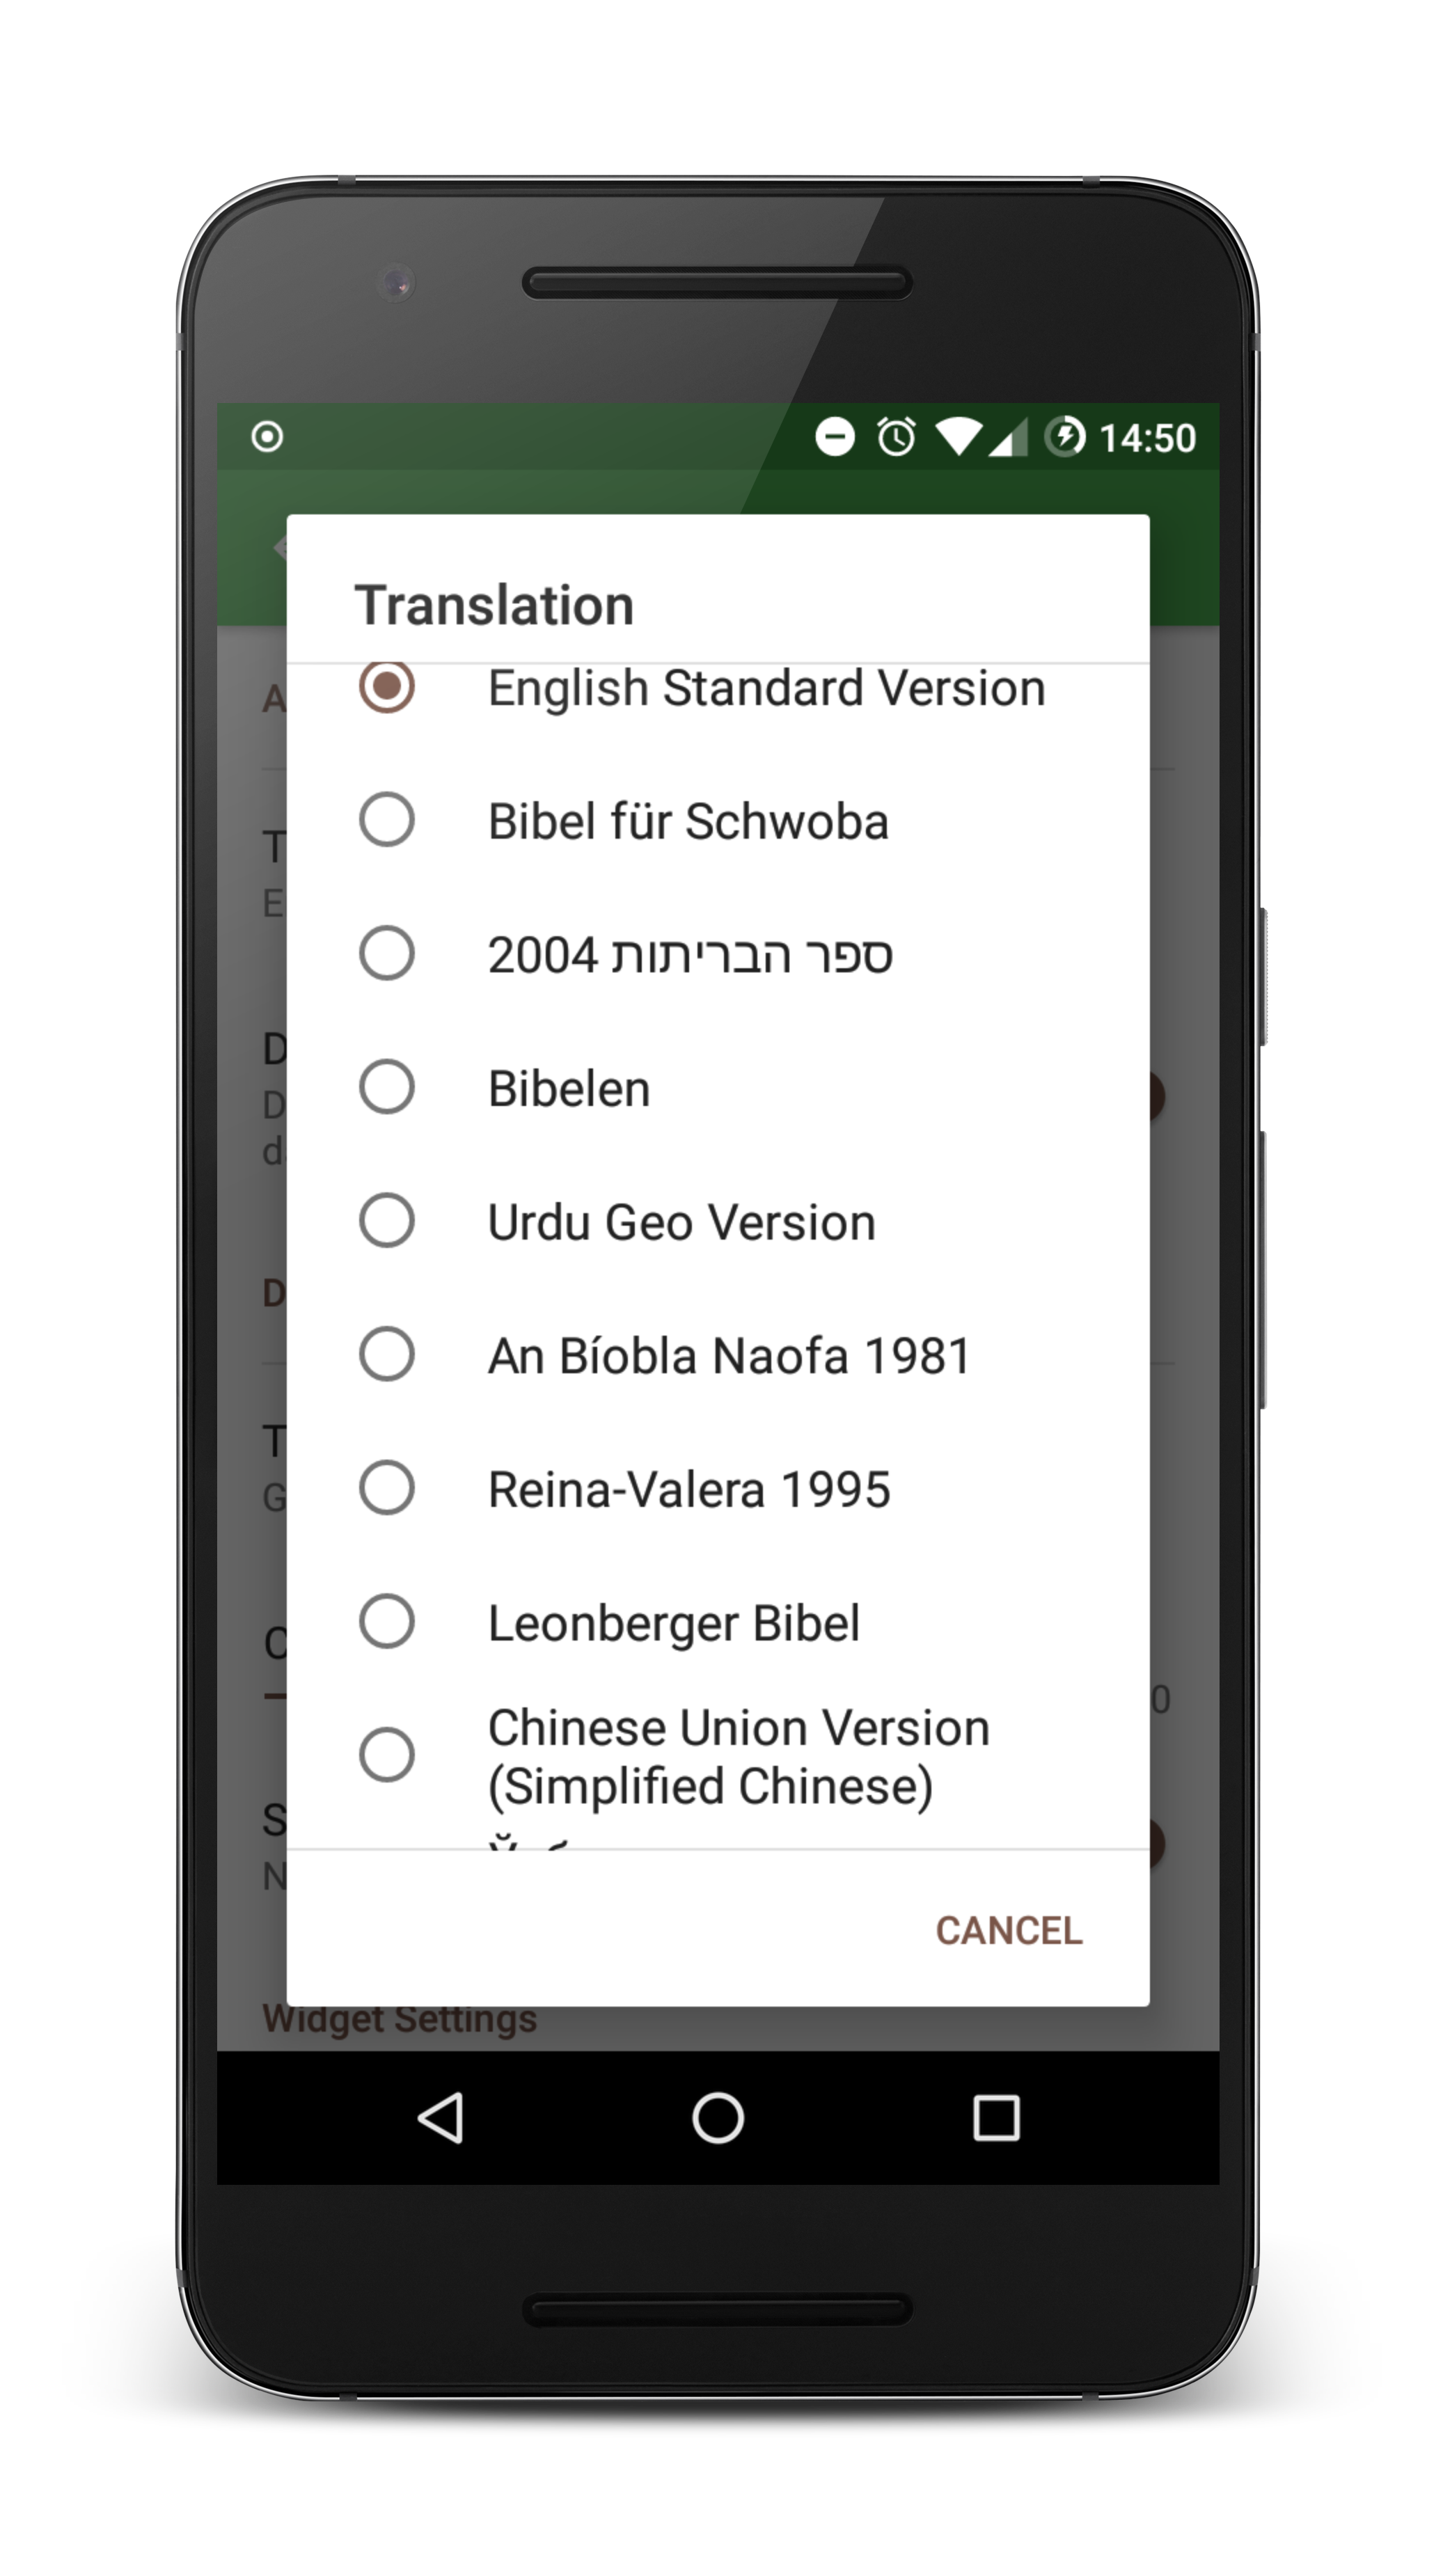 14:50
Translation
English Standard Version
Bibel für Schwoba
ספר הבריתות 2004
Bibelen
Urdu Geo Version
An Bíobla Naofa 1981
Reina-Valera 1995
Leonberger Bibel
Chinese Union Version
(Simplified Chinese)
CANCEL
Widget Settings